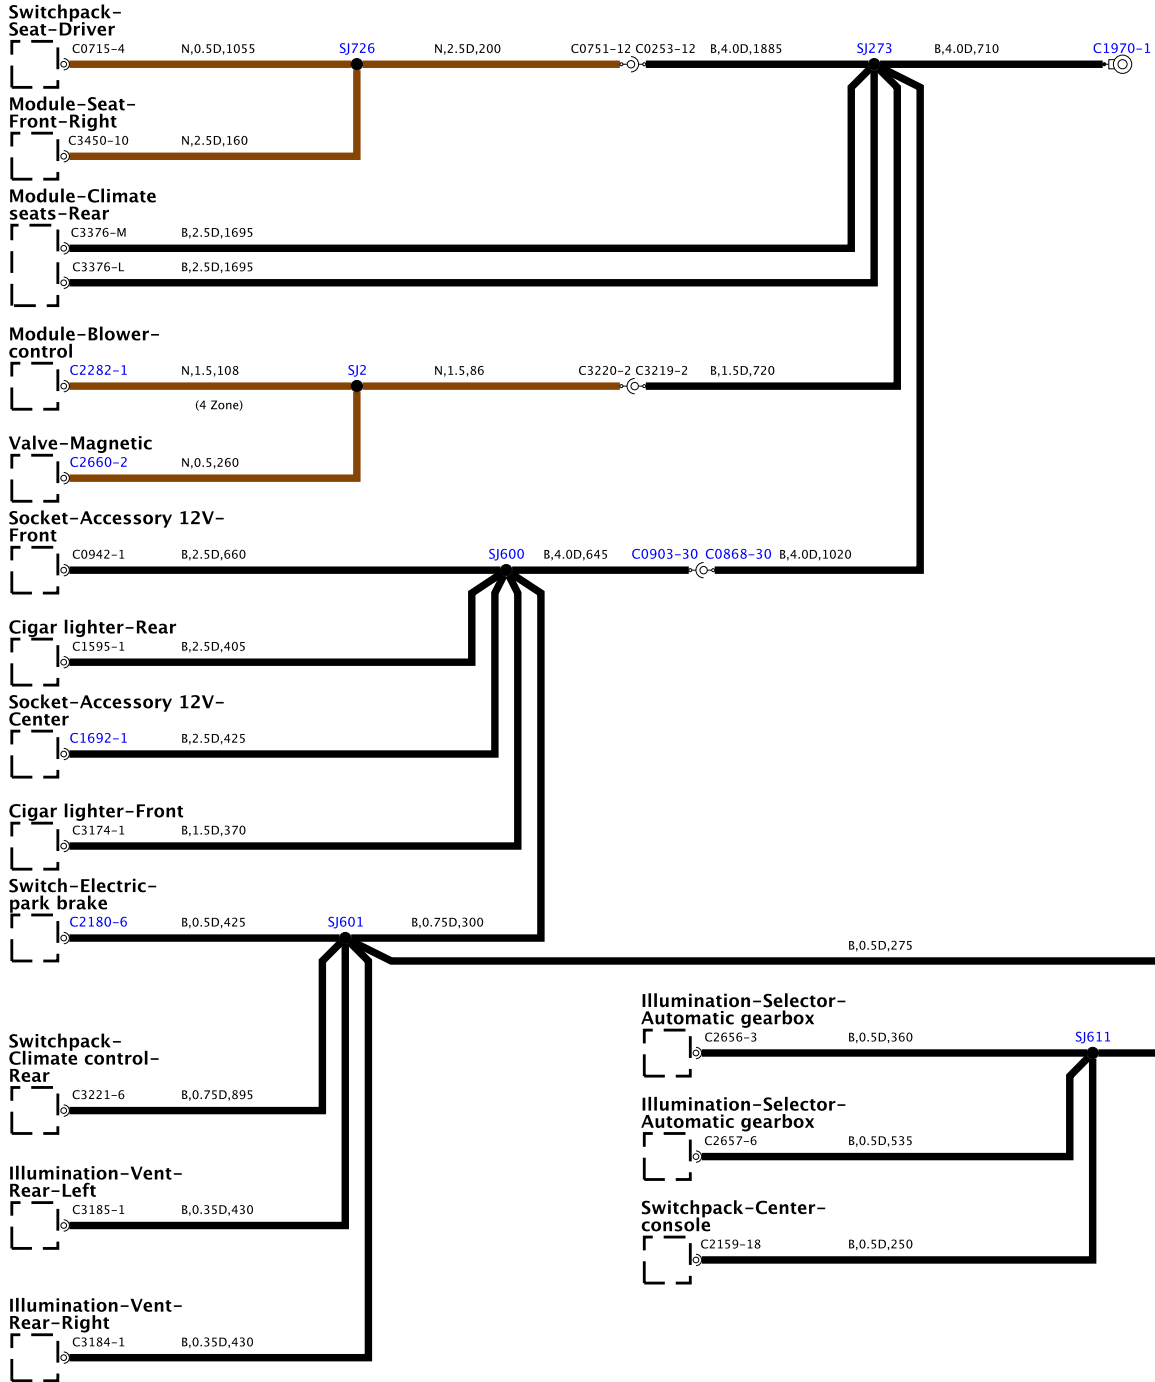 Switchpack-
Seat-Driver
C0715-4 N,0.5D,1055 SJ726 N,2.5D,200 C0751-12 C0253-12 B,4.0D,1885 SJ273 B,4.0D,710 C1970-1
Module-Seat-
Front-Right
C3450-10 N,2.5D,160
Module-Climate
seats-Rear
C3376-M B,2.5D,1695
C3376-L B,2.5D,1695
Module-Blower-
control
C2282-1 N,1.5,108 SJ2 N,1.5,86 C3220-2 C3219-2 B,1.5D,720
(4 Zone)
Valve-Magnetic
C2660-2 N,0.5,260
Socket-Accessory 12V-
Front
C0942-1 B,2.5D,660 SJ600 B,4.0D,645 C0903-30 C0868-30 B,4.0D,1020
Cigar lighter-Rear
C1595-1 B,2.5D,405
Socket-Accessory 12V-
Center
C1692-1 B,2.5D,425
Cigar lighter-Front
C3174-1 B,1.5D,370
Switch-Electric-
park brake
C2180-6 B,0.5D,425 SJ601 B,0.75D,300
B,0.5D,275
Illumination-Selector-
Automatic gearbox
C2656-3 B,0.5D,360 SJ611
Switchpack-
Climate control-
Rear
C3221-6 B,0.75D,895
Illumination-Selector-
Automatic gearbox
C2657-6 B,0.5D,535
Illumination-Vent-
Rear-Left
C3185-1 B,0.35D,430
Switchpack-Center-
console
C2159-18 B,0.5D,250
Illumination-Vent-
Rear-Right
C3184-1 B,0.35D,430